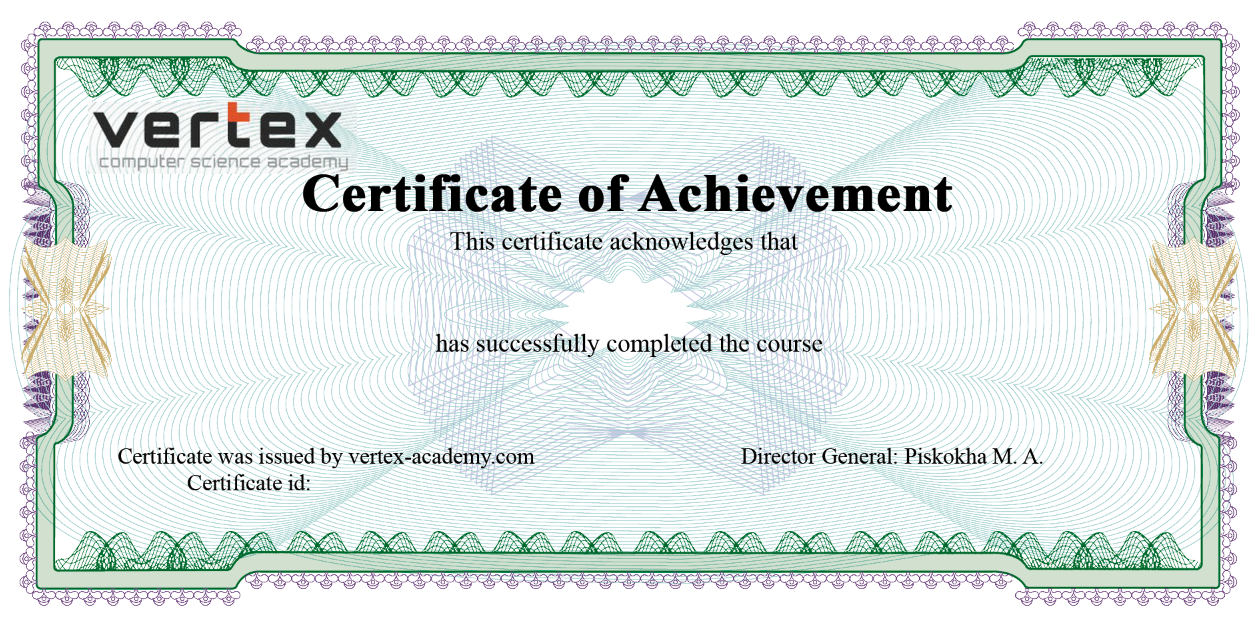 vertex
computer science academy
Certificate of Achievement
This certificate acknowledges that
has successfully completed the course
Certificate was issued by vertex-academy.com
Director General: Piskokha M. A.
Certificate id: